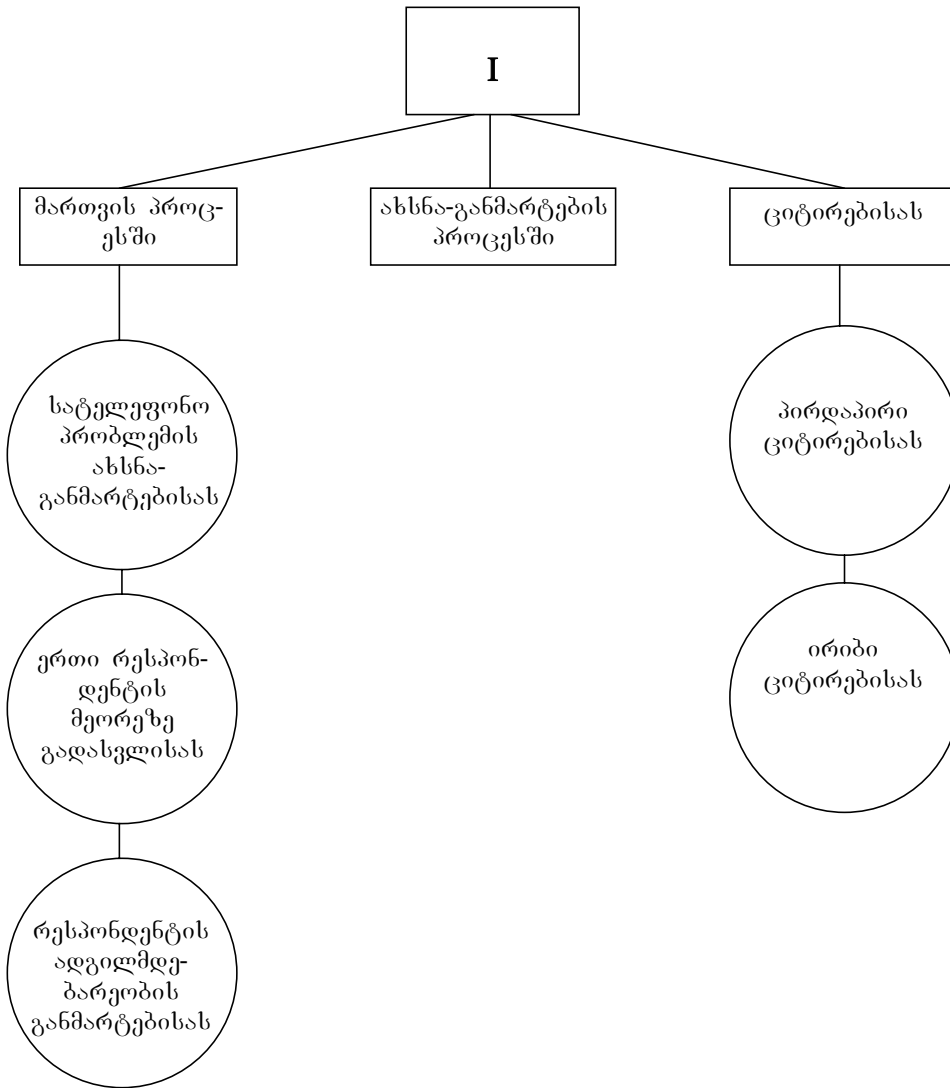 I
მართვის პროც-
ესში
ახსნა-განმარტების
პროცესში
ციტირებისას
სატელეფონო
პრობლემის
ახსნა-
განმარტებისას
ერთი რესპონ-
დენტის
მეორეზე
გადასვლისას
რესპონდენტის
ადგილმდე-
ბარეობის
განმარტებისას
პირდაპირი
ციტირებისას
ირიბი
ციტირებისას